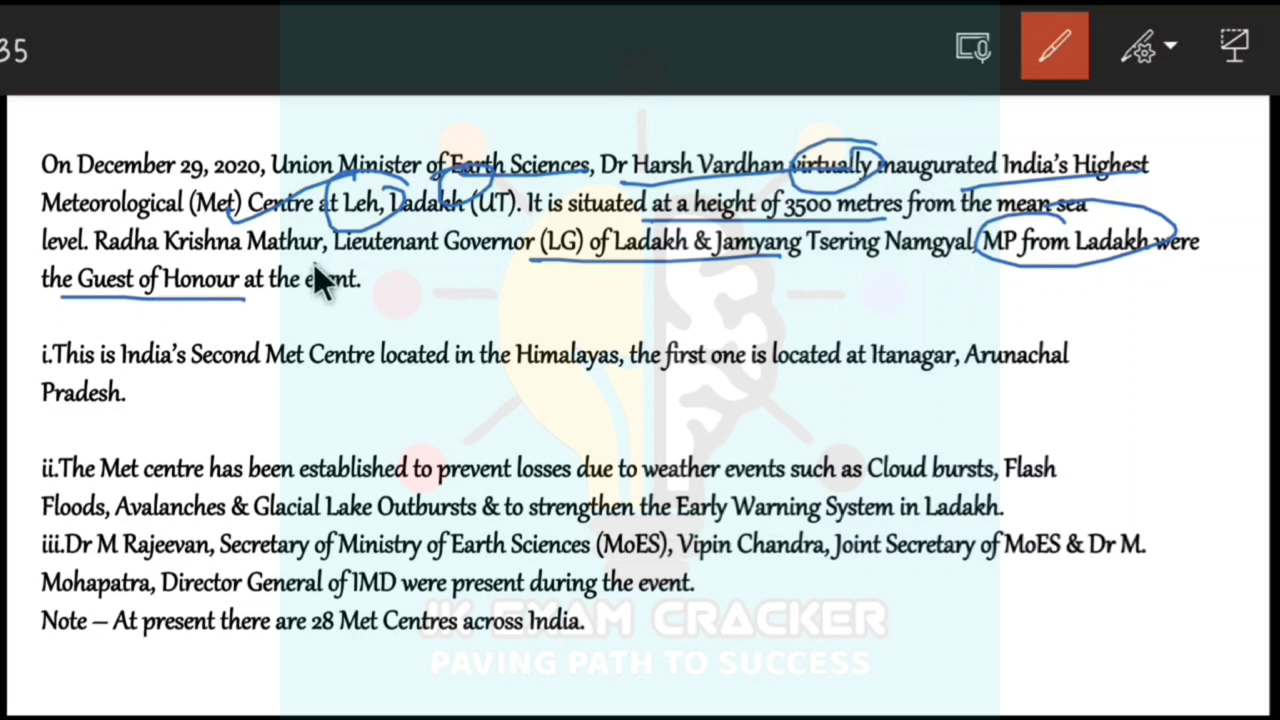 35
On December 29, 2020, Union Minister of Earth Sciences, Dr Harsh Vardhan virtually inaugurated India's Highest
Meteorological (Met) Centre at Leh, Ladakh (UT). It is situated at a height of 3500 metres from the mean sea
level. Radha Krishna Mathur, Lieutenant Governor (LG) of Ladakh & Jamyang Tsering Namgyal, MP from Ladakh were
the Guest of Honour at the event.
i.This is India's Second Met Centre located in the Himalayas, the first one is located at Itanagar, Arunachal
Pradesh.
ii.The Met centre has been established to prevent losses due to weather events such as Cloud bursts, Flash
Floods, Avalanches & Glacial Lake Outbursts & to strengthen the Early Warning System in Ladakh.
iii.Dr M Rajeevan, Secretary of Ministry of Earth Sciences (MoES), Vipin Chandra, Joint Secretary of MoES & Dr M.
Mohapatra, Director General of IMD were present during the event.
Note – At present there are 28 Met Centres across India.
JK EXAM CRACKER
PAVING PATH TO SUCCESS